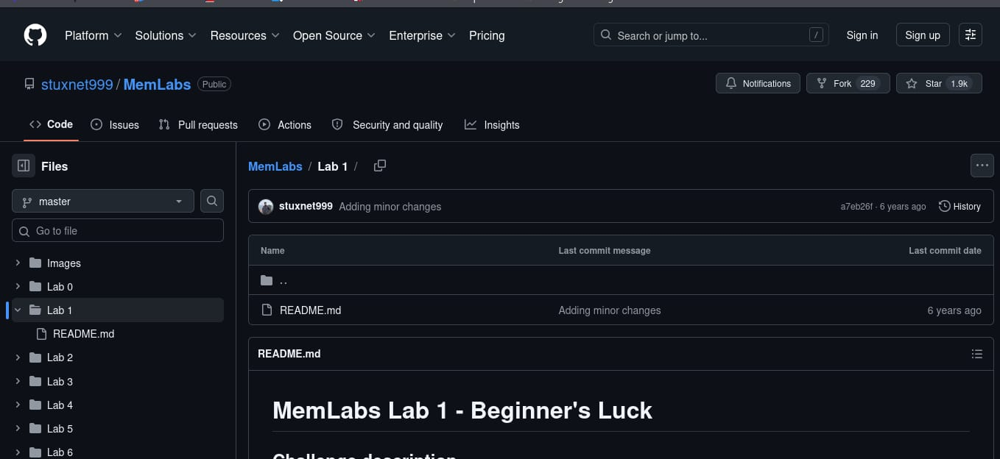 Platform Solutions Resources Open Source Enterprise Pricing Search or jump to... / Sign in Sign up
stuxnet999 / MemLabs Public Notifications Fork 229 Star 1.9k
Code Issues Pull requests Actions Security and quality Insights
Files
master
Go to file
Images
Lab 0
Lab 1
README.md
Lab 2
Lab 3
Lab 4
Lab 5
Lab 6
MemLabs / Lab 1 /
stuxnet999 Adding minor changes a7eb26f · 6 years ago History
Name Last commit message Last commit date
..
README.md Adding minor changes 6 years ago
README.md
MemLabs Lab 1 - Beginner's Luck
Challenge description